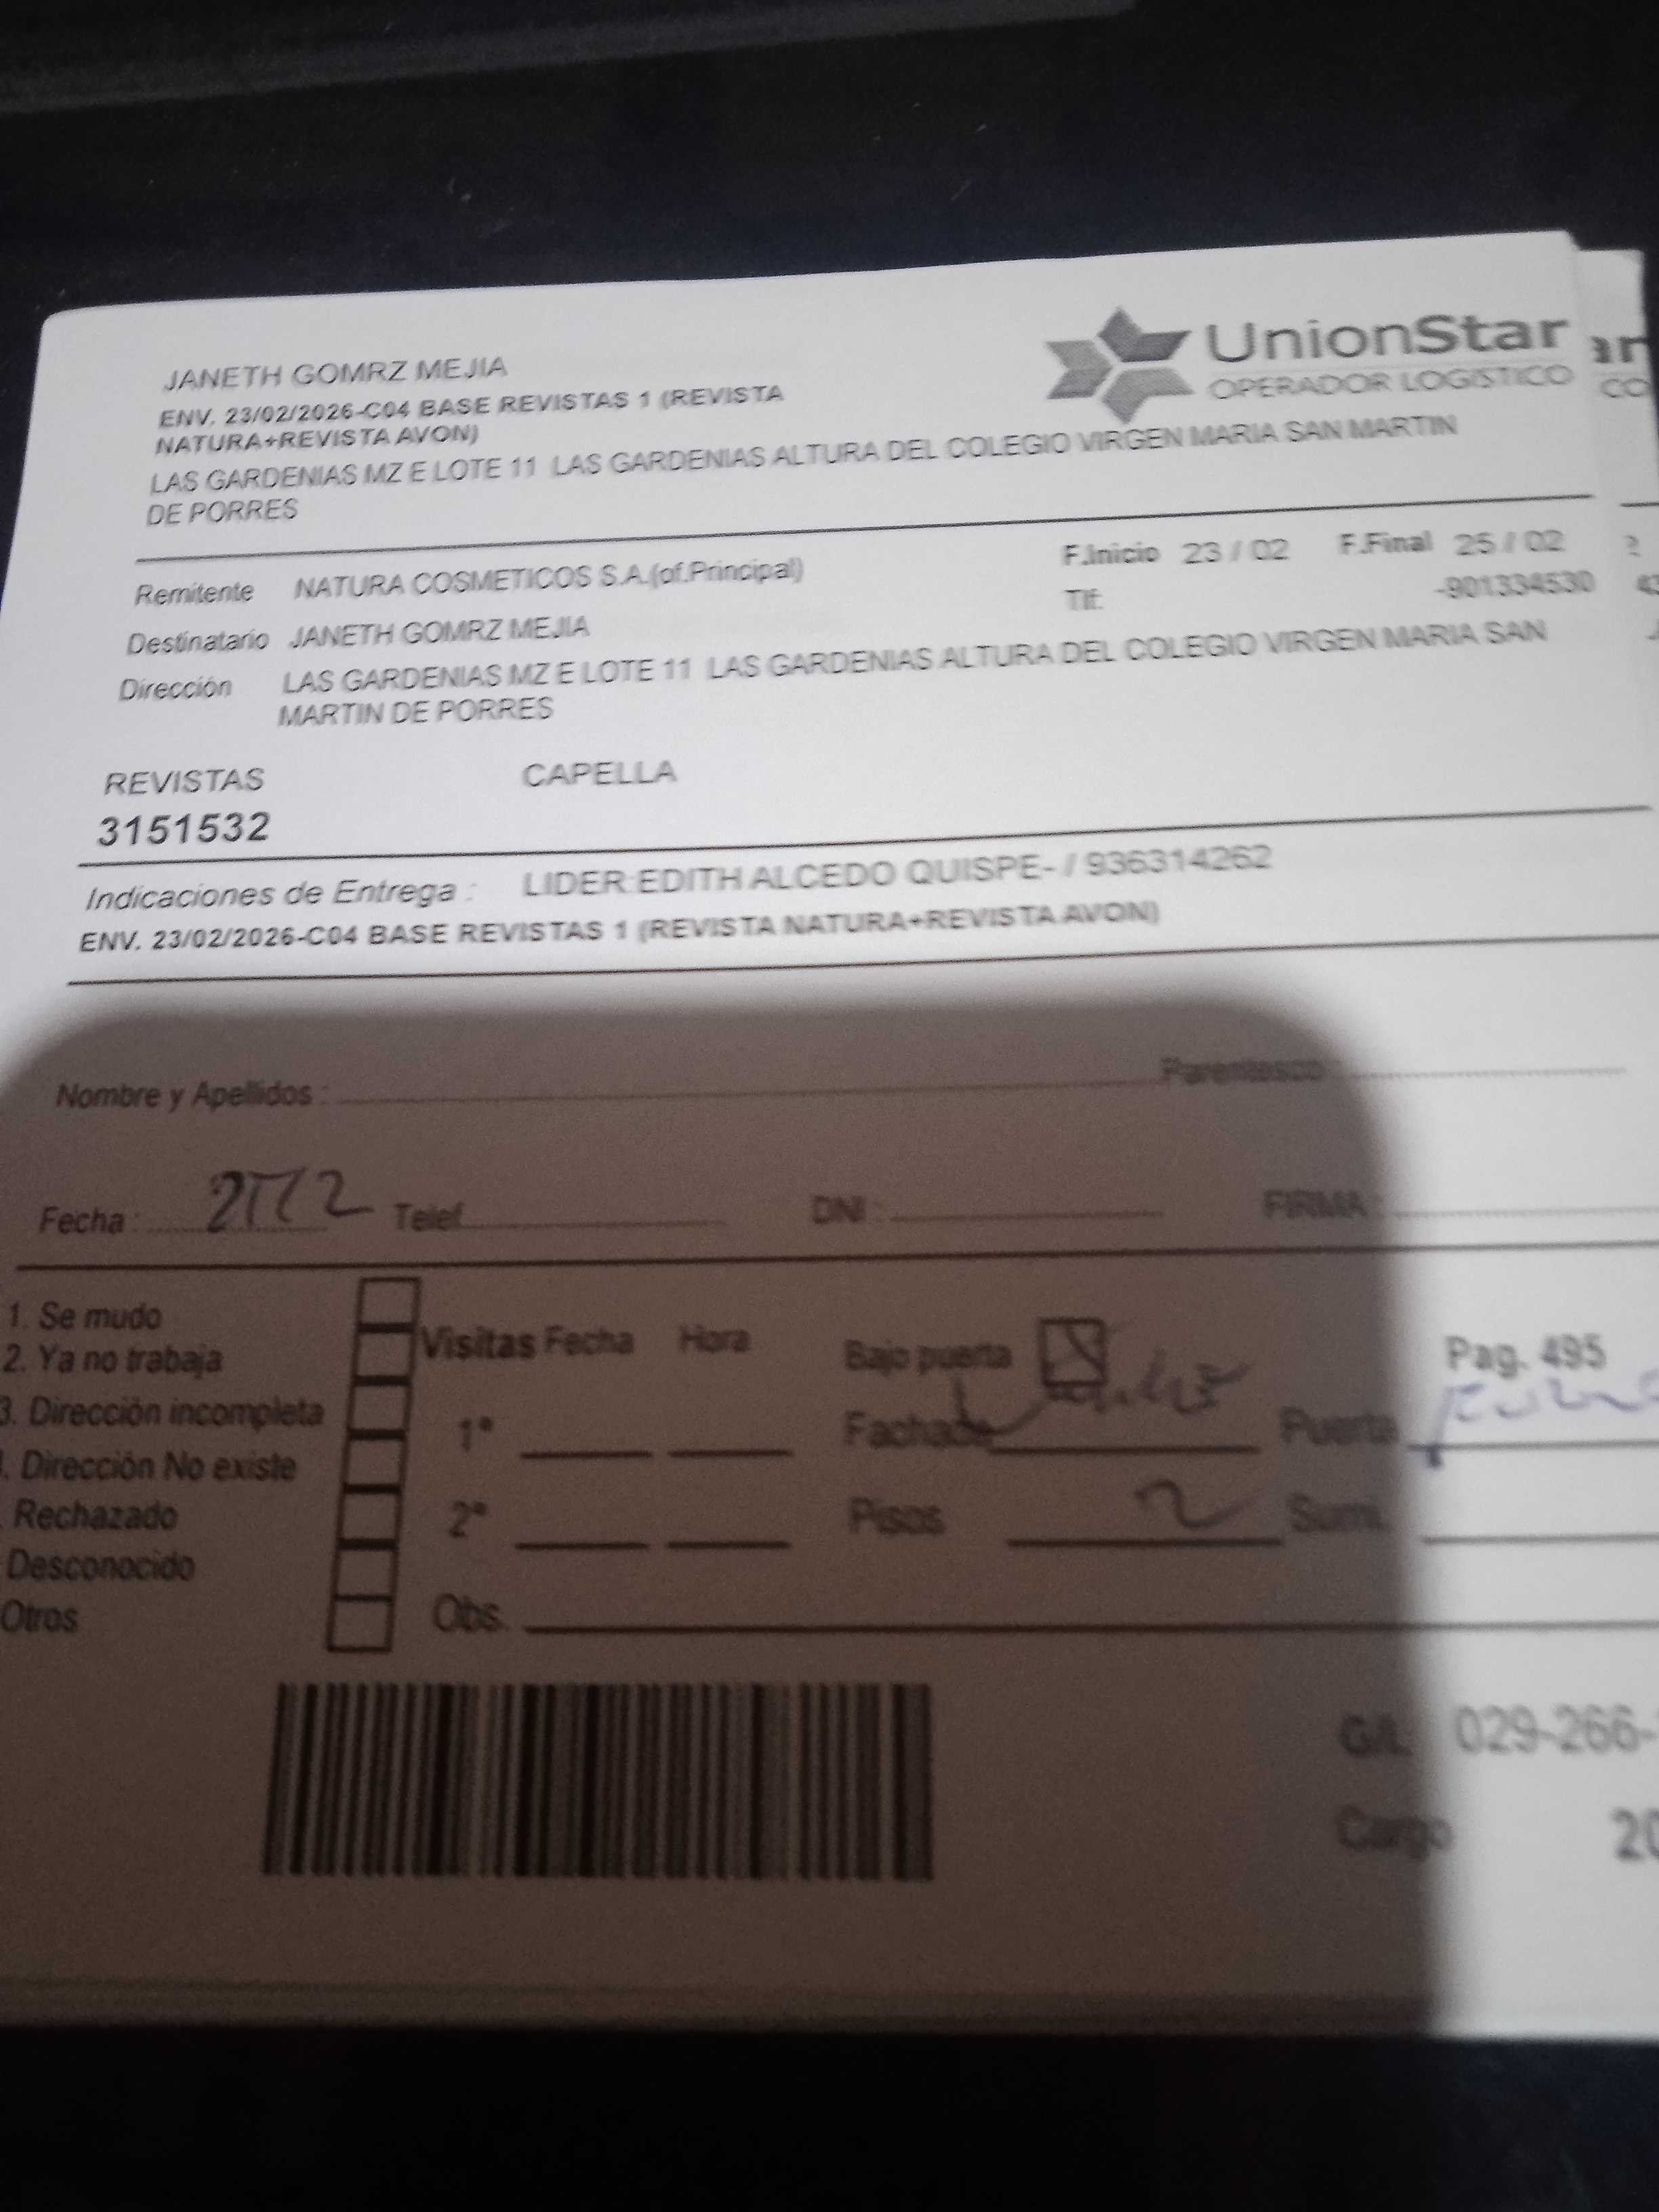 JANETH GOMRZ MEJIA
ENV. 23/02/2026-C04 BASE REVISTAS 1 (REVISTA
NATURA+REVISTA AVON)
LAS GARDENIAS MZ E LOTE 11 LAS GARDENIAS ALTURA DEL COLEGIO VIRGEN MARIA SAN MARTIN
DE PORRES
UnionStar
OPERADOR LOGÍSTICO
Remitente NATURA COSMETICOS S.A.(of.Principal)
F.Inicio 23 / 02 F.Final 25 / 02
Tlf: -901334530
Destinatario JANETH GOMRZ MEJIA
Dirección LAS GARDENIAS MZ E LOTE 11 LAS GARDENIAS ALTURA DEL COLEGIO VIRGEN MARIA SAN
MARTIN DE PORRES
REVISTAS CAPELLA
3151532
Indicaciones de Entrega : LIDER:EDITH ALCEDO QUISPE- / 936314262
ENV. 23/02/2026-C04 BASE REVISTAS 1 (REVISTA NATURA+REVISTA AVON)
Nombre y Apellidos : Parentesco :
Fecha : Telef. DNI : FIRMA :
1. Se mudo
2. Ya no trabaja
3. Dirección incompleta
. Dirección No existe
. Rechazado
Desconocido
Otros
Visitas Fecha Hora
1°
2°
Obs.
Bajo puerta
Fachada Puerta
Pisos 2 Sumi.
Pag. 495
G/L 029-266-
Cargo 20